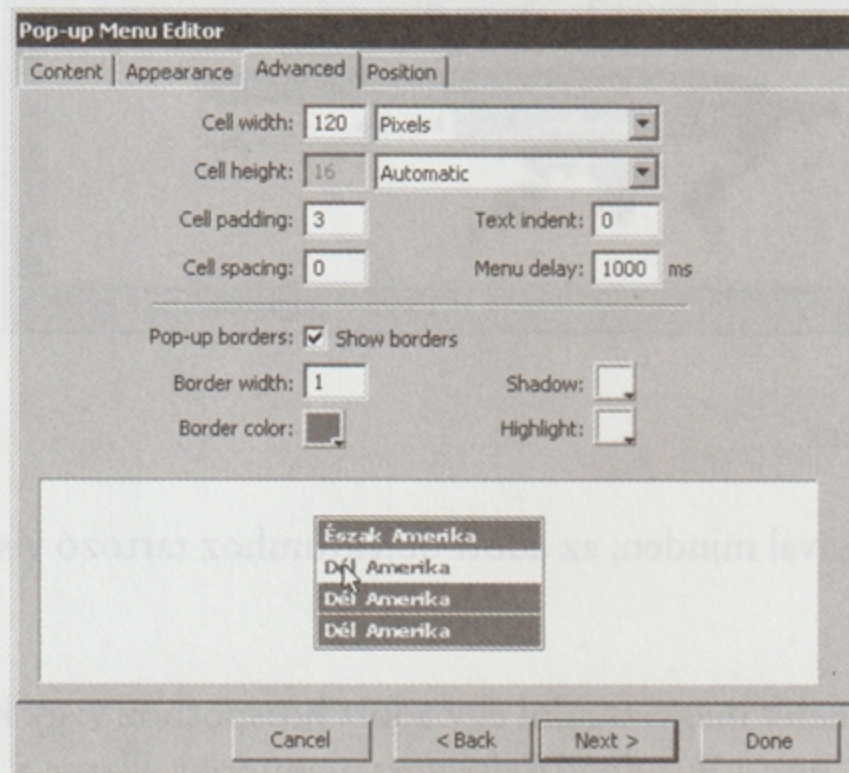 Pop-up Menu Editor
Content Appearance Advanced Position
Cell width: 120 Pixels
Cell height: 16 Automatic
Cell padding: 3 Text indent: 0
Cell spacing: 0 Menu delay: 1000 ms
Pop-up borders: Show borders
Border width: 1 Shadow:
Border color: Highlight:
Észak Amerika
Dél Amerika
Dél Amerika
Dél Amerika
Cancel < Back Next > Done